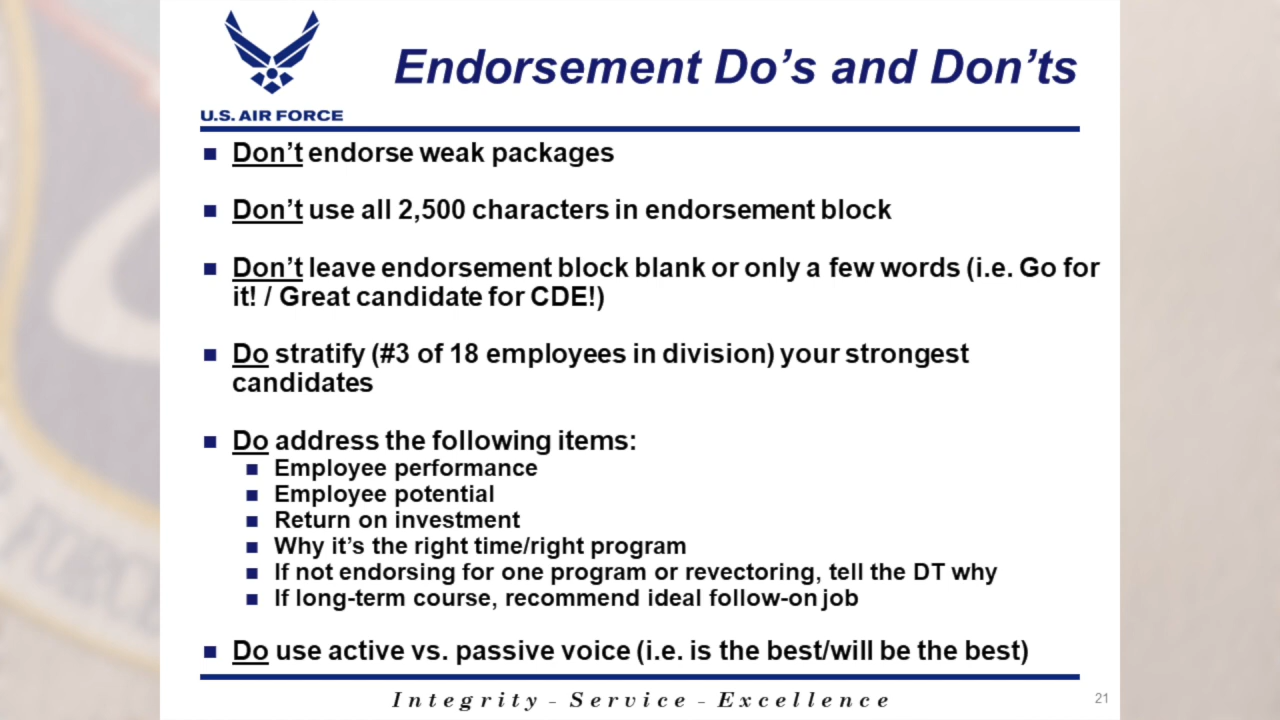 Endorsement Do's and Don'ts
U.S. AIR FORCE
■ Don't endorse weak packages
■ Don't use all 2,500 characters in endorsement block
■ Don't leave endorsement block blank or only a few words (i.e. Go for
it! / Great candidate for CDE!)
■ Do stratify (#3 of 18 employees in division) your strongest
candidates
■ Do address the following items:
■ Employee performance
■ Employee potential
■ Return on investment
■ Why it's the right time/right program
■ If not endorsing for one program or revectoring, tell the DT why
■ If long-term course, recommend ideal follow-on job
■ Do use active vs. passive voice (i.e. is the best/will be the best)
Integrity - Service - Excellence
21
FORCE